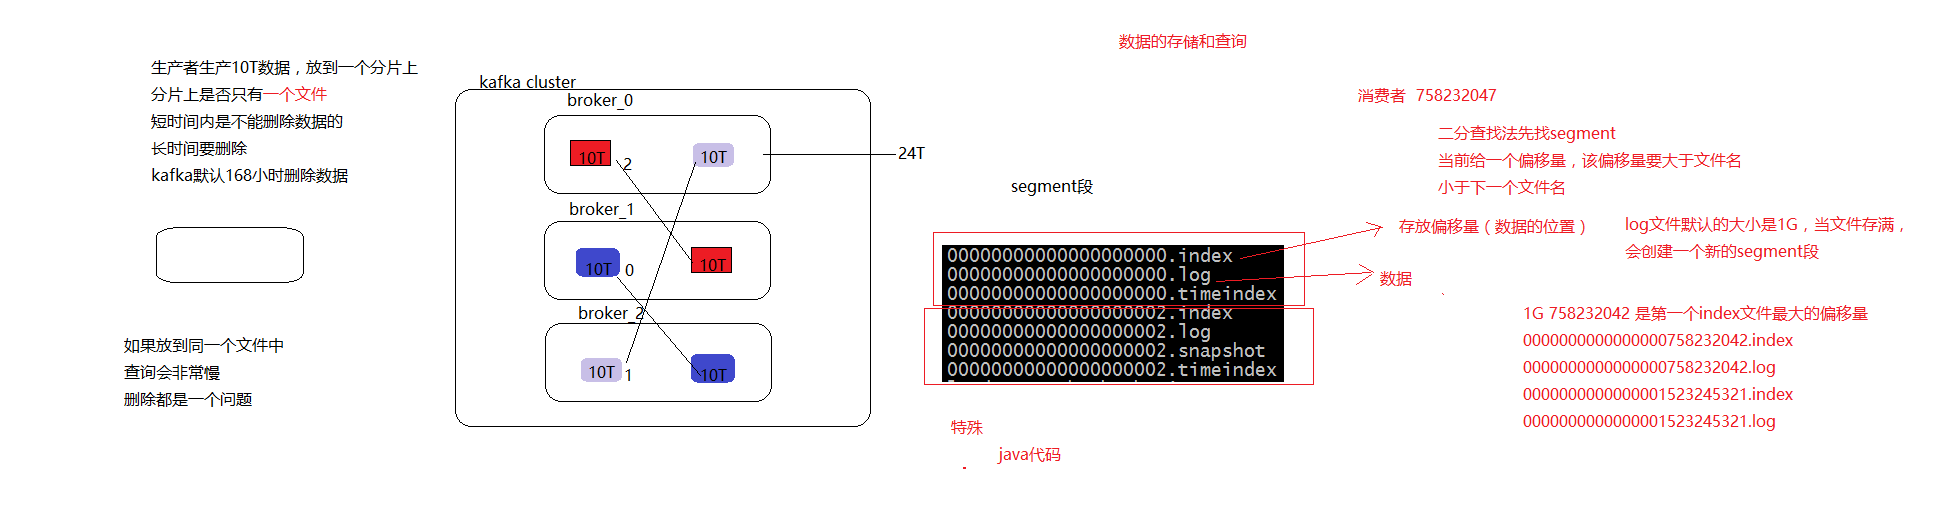 数据的存储和查询
生产者生产10T数据，放到一个分片上
分片上是否只有一个文件
短时间内是不能删除数据的
长时间要删除
kafka默认168小时删除数据
如果放到同一个文件中
查询会非常慢
删除都是一个问题
kafka cluster
broker_0
10T
2
10T
24T
broker_1
10T
0
10T
broker_2
10T
1
10T
segment段
00000000000000000000.index
00000000000000000000.log
00000000000000000000.timeindex
00000000000000000002.index
00000000000000000002.log
00000000000000000002.snapshot
00000000000000000002.timeindex
特殊
java代码
消费者 758232047
二分查找法先找segment
当前给一个偏移量，该偏移量要大于文件名
小于下一个文件名
存放偏移量（数据的位置）
数据
log文件默认的大小是1G，当文件存满，
会创建一个新的segment段
1G 758232042 是第一个index文件最大的偏移量
0000000000000000758232042.index
0000000000000000758232042.log
0000000000000001523245321.index
0000000000000001523245321.log